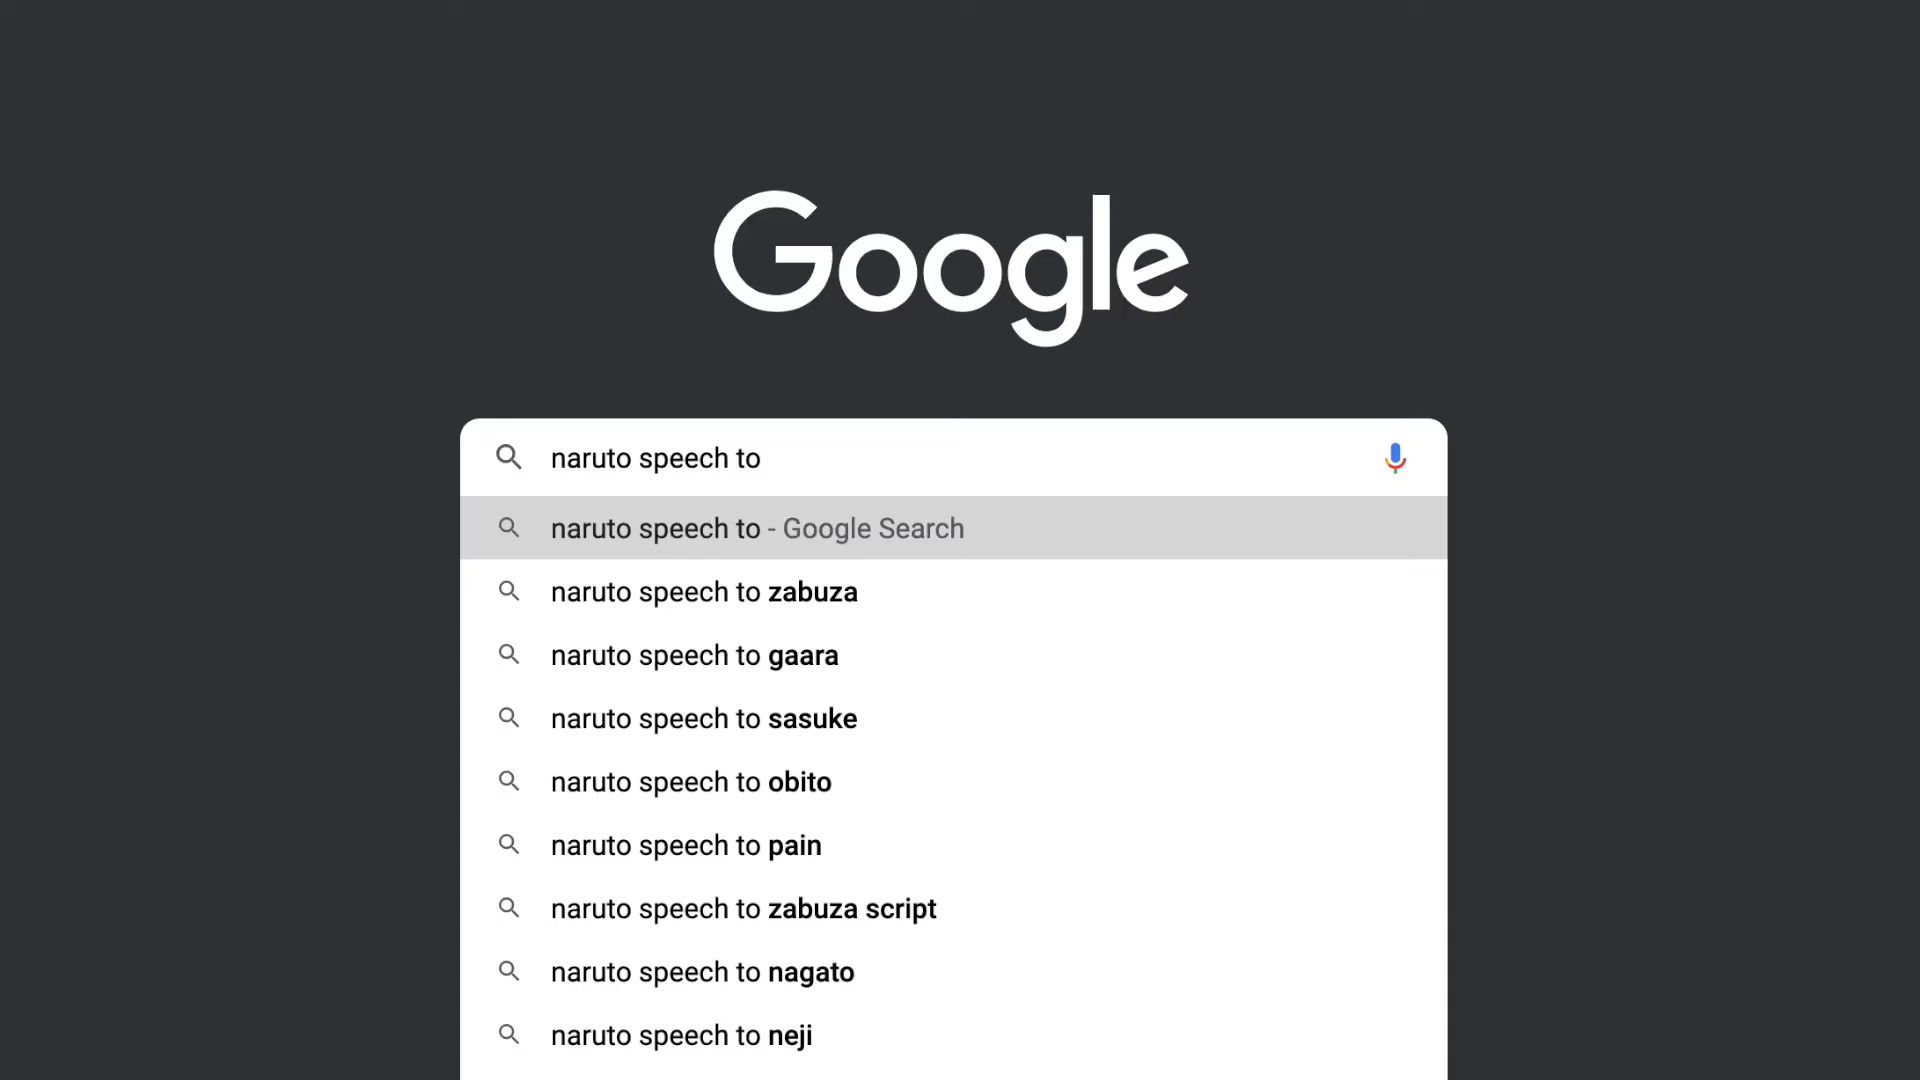 Google
naruto speech to
naruto speech to - Google Search
naruto speech to zabuza
naruto speech to gaara
naruto speech to sasuke
naruto speech to obito
naruto speech to pain
naruto speech to zabuza script
naruto speech to nagato
naruto speech to neji